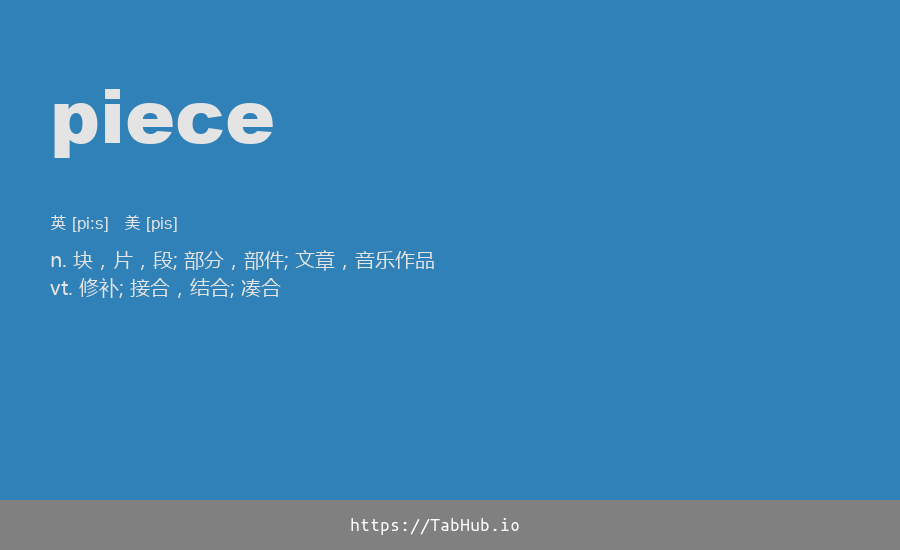 piece
英 [pi:s] 美 [pis]
n. 块，片，段; 部分，部件; 文章，音乐作品
vt. 修补; 接合，结合; 凑合
https://TabHub.io